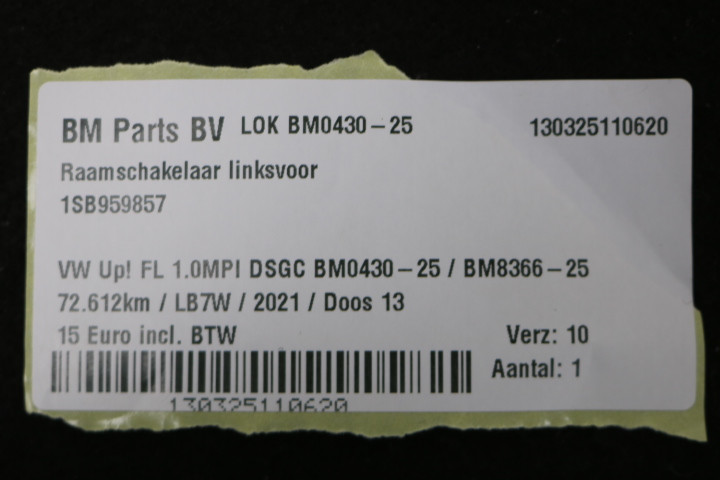 BM Parts BV LOK BM0430-25 130325110620
Raamschakelaar linksvoor
1SB959857
VW Up! FL 1.0MPI DSGC BM0430-25 / BM8366-25
72.612km / LB7W / 2021 / Doos 13
15 Euro incl. BTW Verz: 10
Aantal: 1
130325110620